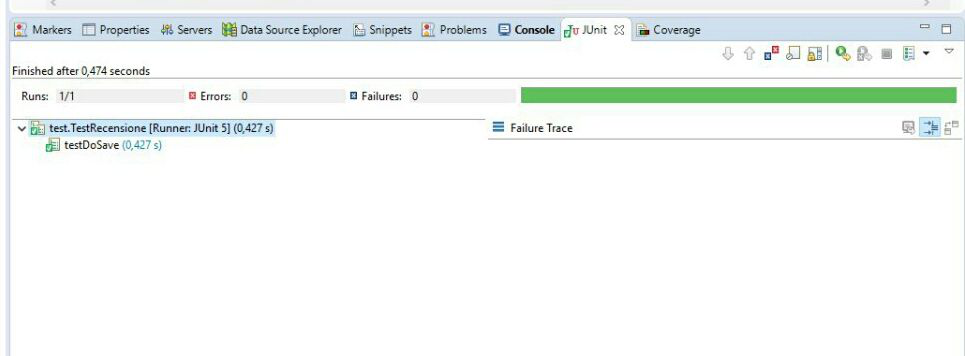 Markers Properties Servers Data Source Explorer Snippets Problems Console JUnit Coverage
Finished after 0,474 seconds
Runs: 1/1 Errors: 0 Failures: 0
test.TestRecensione [Runner: JUnit 5] (0,427 s) Failure Trace
testDoSave (0,427 s)